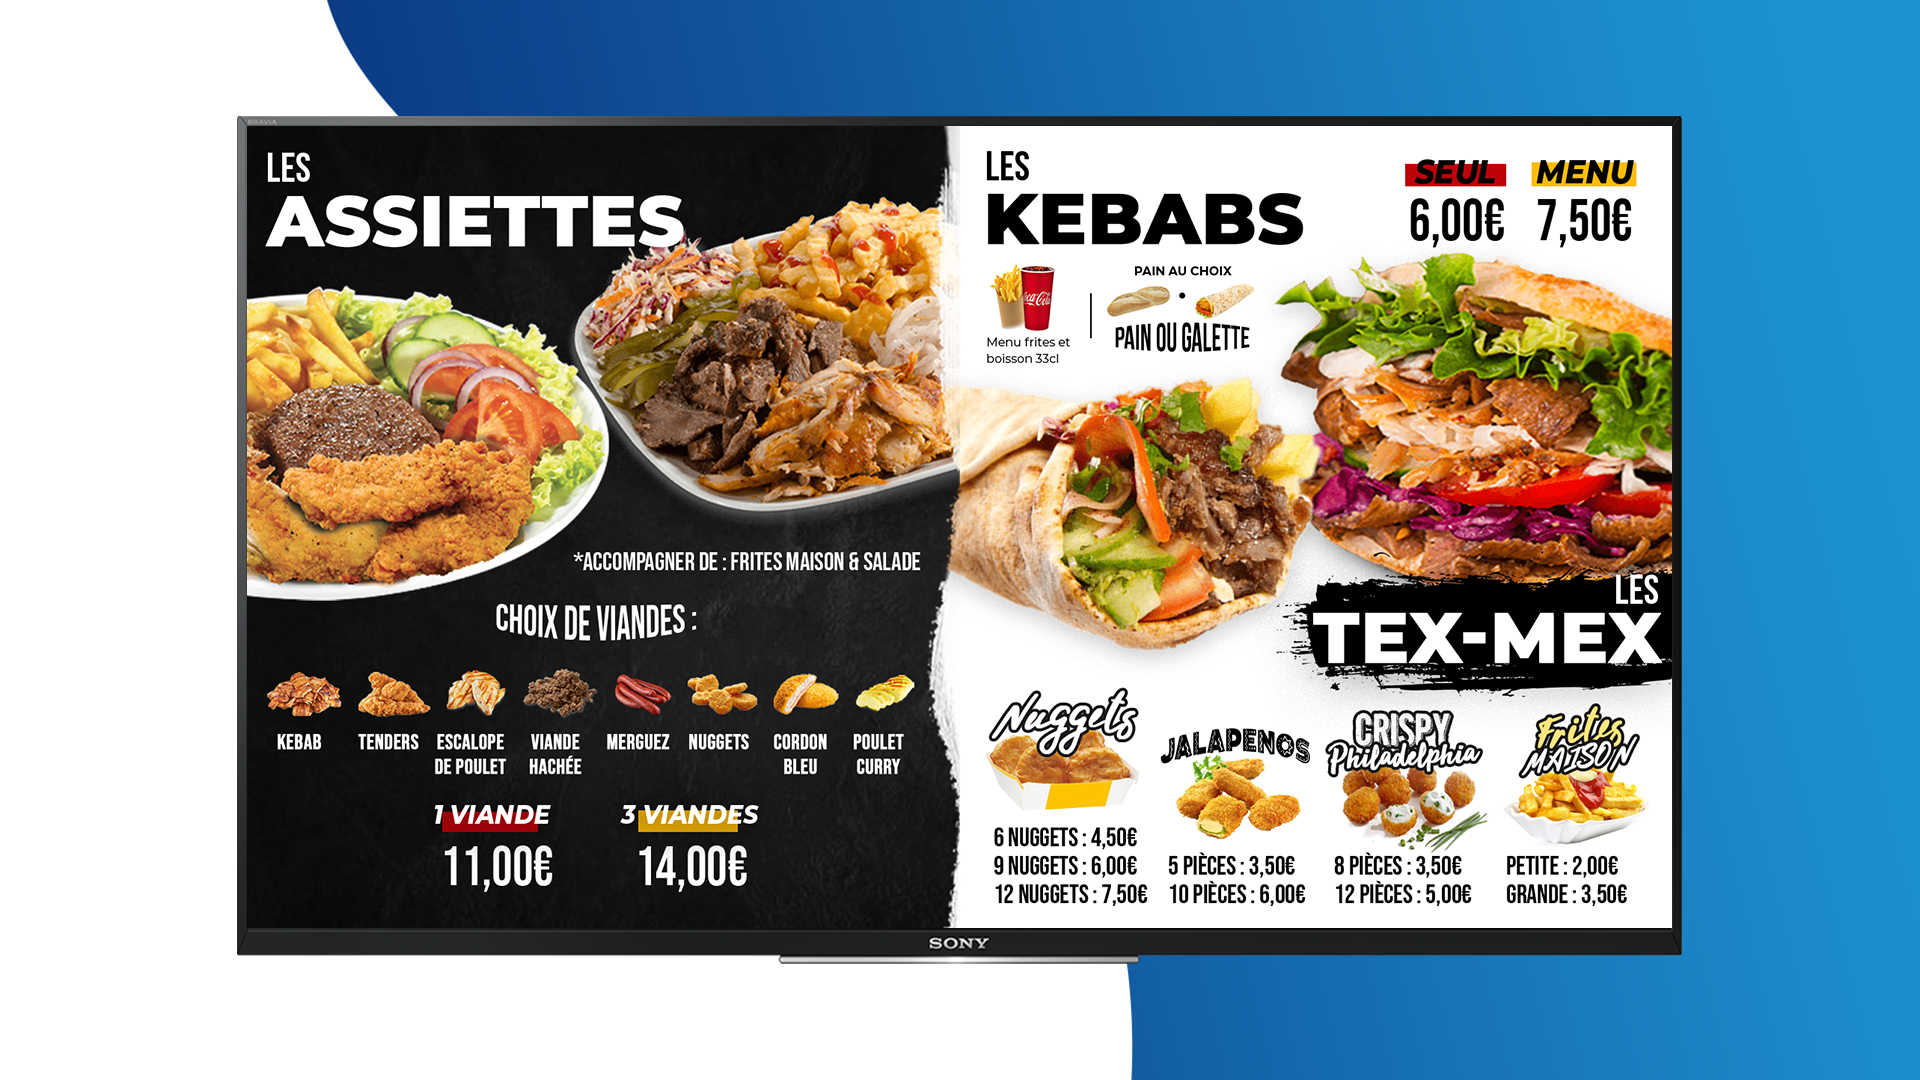 BRAVIA
LES
ASSIETTES
*ACCOMPAGNER DE : FRITES MAISON & SALADE
CHOIX DE VIANDES :
KEBAB
TENDERS
ESCALOPE
DE POULET
VIANDE
HACHÉE
MERGUEZ
NUGGETS
CORDON
BLEU
POULET
CURRY
1 VIANDE
11,00€
3 VIANDES
14,00€
LES
KEBABS
SEUL
6,00€
MENU
7,50€
Menu frites et
boisson 33cl
PAIN AU CHOIX
PAIN OU GALETTE
LES
TEX-MEX
Nuggets
6 NUGGETS : 4,50€
9 NUGGETS : 6,00€
12 NUGGETS : 7,50€
JALAPENOS
5 PIÈCES : 3,50€
10 PIÈCES : 6,00€
CRISPY
Philadelphia
8 PIÈCES : 3,50€
12 PIÈCES : 5,00€
Frites
MAISON
PETITE : 2,00€
GRANDE : 3,50€
SONY